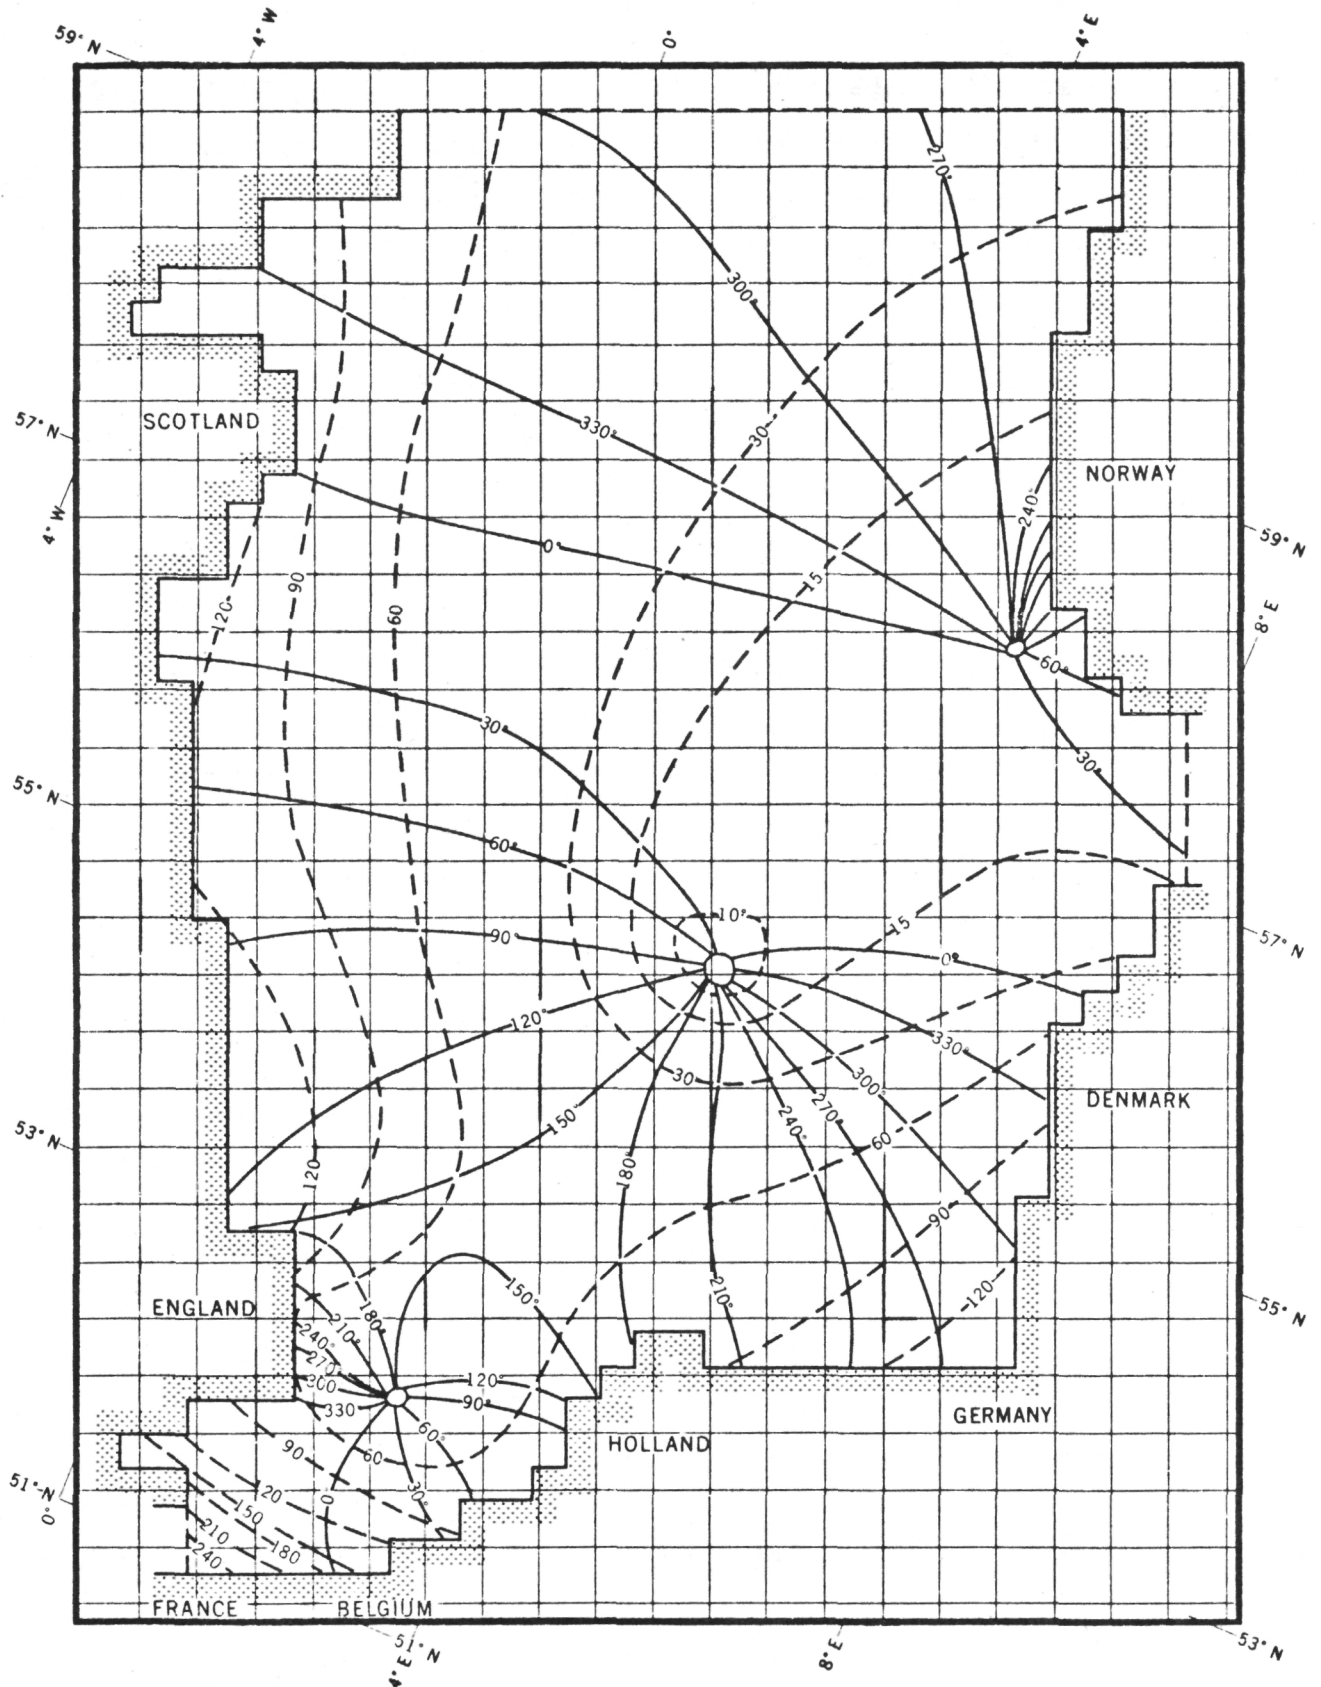 59° N
4° W
0°
4° E
270°
300°
57° N
SCOTLAND
330°
30
NORWAY
240°
4° W
0°
59° N
90
15
120
60
8° E
60°
30°
30°
55° N
60°
10°
15
90°
0°
57° N
120°
330°
30
300°
DENMARK
270°
150°
240°
53° N
60
180°
120
90
ENGLAND
150°
210°
120
55° N
180°
210°
240°
270
300
120°
330
90°
GERMANY
60°
HOLLAND
90
60
51° N
120
30°
0
0°
150
210
180
240
FRANCE
BELGIUM
51° N
4° E
8° E
53° N